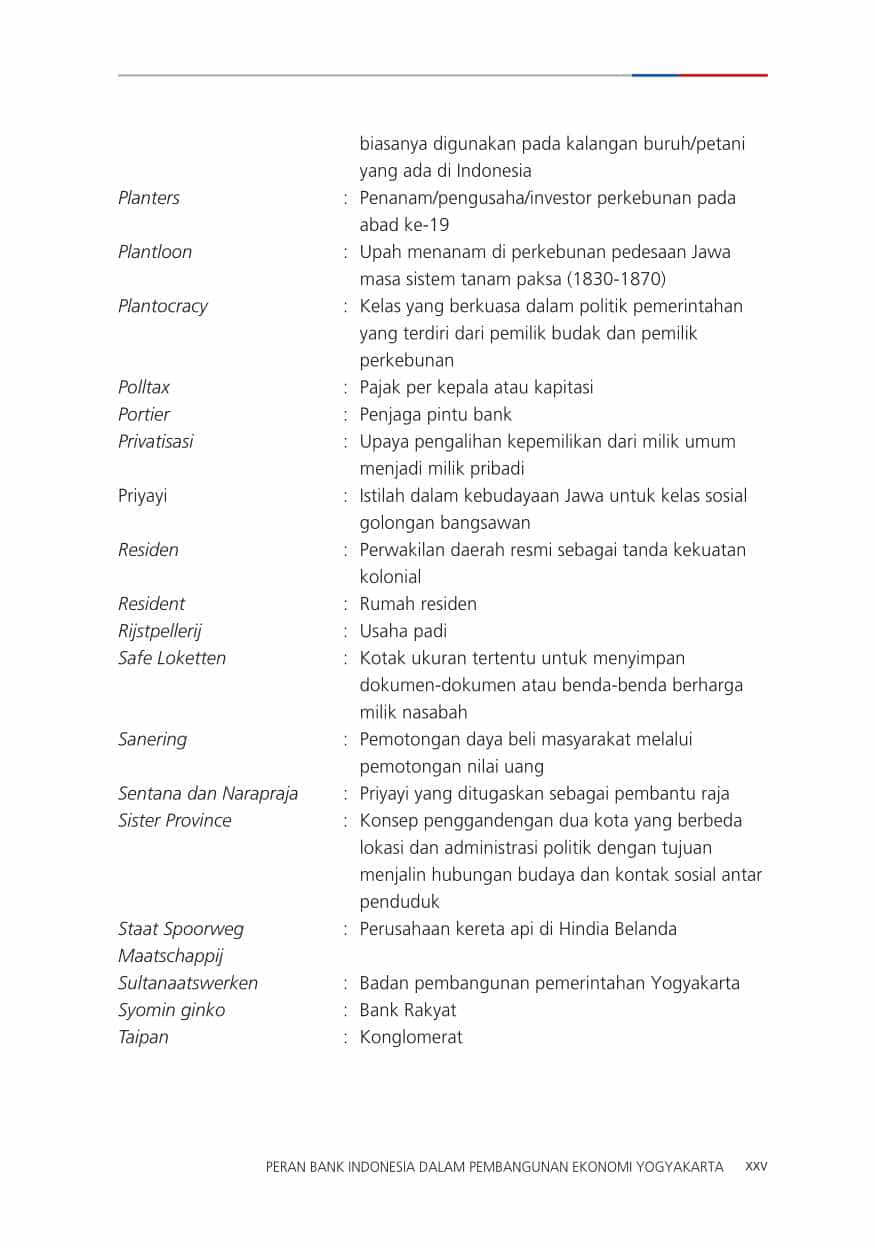 biasanya digunakan pada kalangan buruh/petani
yang ada di Indonesia
Planters : Penanam/pengusaha/investor perkebunan pada
abad ke-19
Plantloon : Upah menanam di perkebunan pedesaan Jawa
masa sistem tanam paksa (1830-1870)
Plantocracy : Kelas yang berkuasa dalam politik pemerintahan
yang terdiri dari pemilik budak dan pemilik
perkebunan
Polltax : Pajak per kepala atau kapitasi
Portier : Penjaga pintu bank
Privatisasi : Upaya pengalihan kepemilikan dari milik umum
menjadi milik pribadi
Priyayi : Istilah dalam kebudayaan Jawa untuk kelas sosial
golongan bangsawan
Residen : Perwakilan daerah resmi sebagai tanda kekuatan
kolonial
Resident : Rumah residen
Rijstpellerij : Usaha padi
Safe Loketten : Kotak ukuran tertentu untuk menyimpan
dokumen-dokumen atau benda-benda berharga
milik nasabah
Sanering : Pemotongan daya beli masyarakat melalui
pemotongan nilai uang
Sentana dan Narapraja : Priyayi yang ditugaskan sebagai pembantu raja
Sister Province : Konsep penggandengan dua kota yang berbeda
lokasi dan administrasi politik dengan tujuan
menjalin hubungan budaya dan kontak sosial antar
penduduk
Staat Spoorweg : Perusahaan kereta api di Hindia Belanda
Maatschappij
Sultanaatswerken : Badan pembangunan pemerintahan Yogyakarta
Syomin ginko : Bank Rakyat
Taipan : Konglomerat
PERAN BANK INDONESIA DALAM PEMBANGUNAN EKONOMI YOGYAKARTA xxv